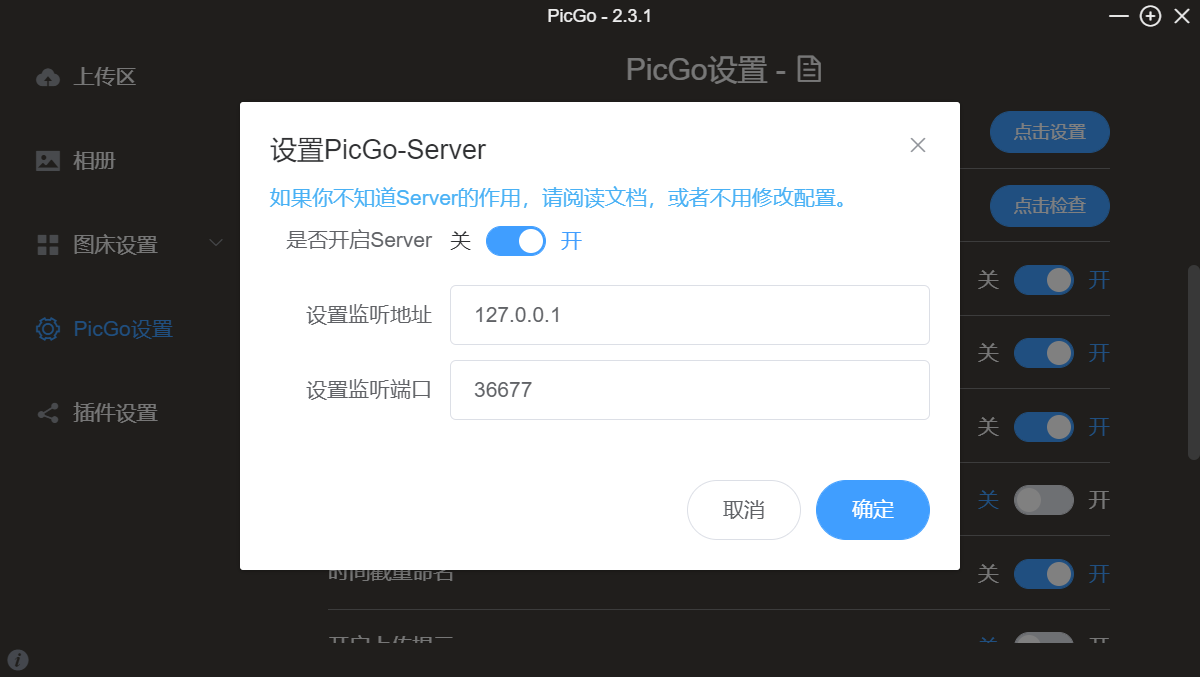 PicGo - 2.3.1
上传区
相册
图床设置
PicGo设置
插件设置
PicGo设置 -
点击设置
点击检查
关 开
关 开
关 开
关 开
关 开
时间戳重命名
开启上传提示
关 开
设置PicGo-Server
如果你不知道Server的作用，请阅读文档，或者不用修改配置。
是否开启Server 关 开
设置监听地址 127.0.0.1
设置监听端口 36677
取消 确定